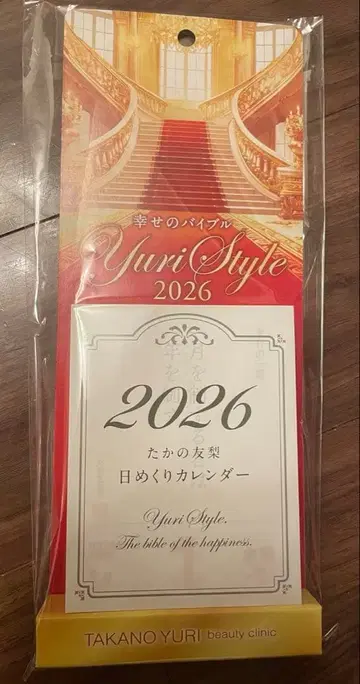 幸せのバイブル
Yuri Style
2026
2026
たかの友梨
日めくりカレンダー
Yuri Style.
The bible of the happiness.
TAKANO YURI beauty clinic